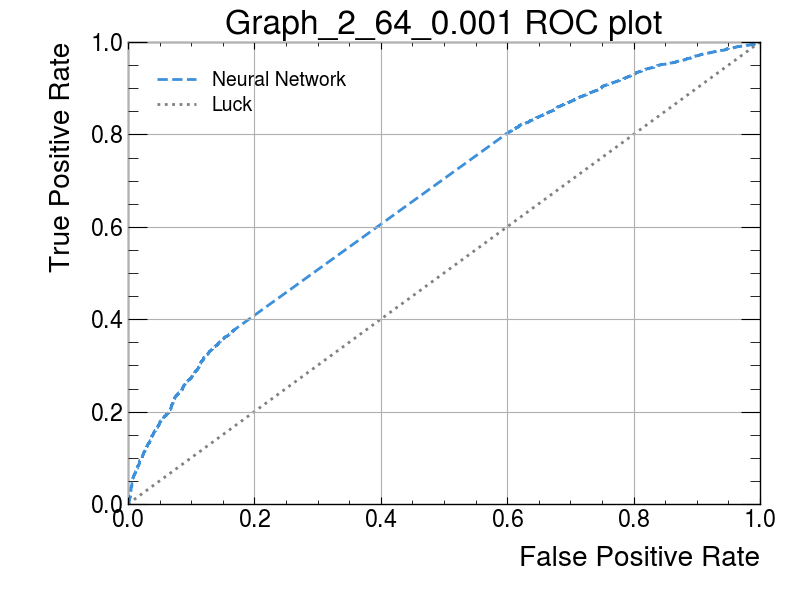 Graph_2_64_0.001 ROC plot
True Positive Rate
1.0
0.8
0.6
0.4
0.2
0.0
Neural Network
Luck
0.0 0.2 0.4 0.6 0.8 1.0
False Positive Rate